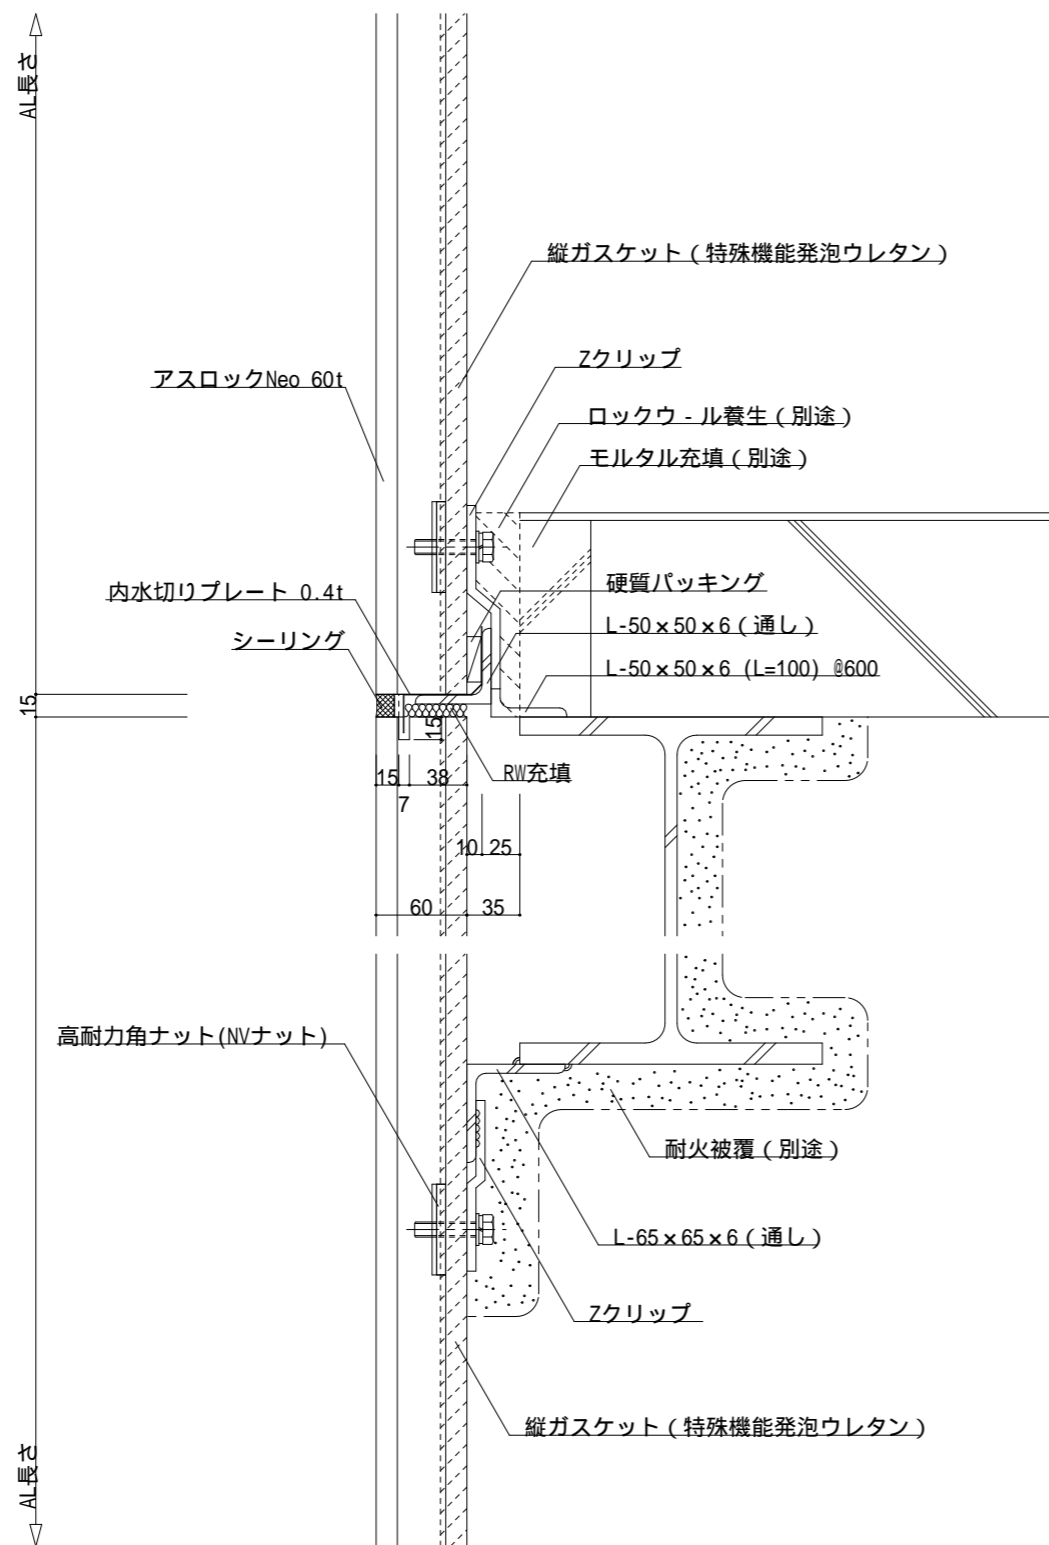 AL長さ
縦ガスケット(特殊機能発泡ウレタン)
Zクリップ
アスロックNeo 60t
ロックウ-ル養生(別途)
モルタル充填(別途)
内水切りプレート 0.4t
硬質パッキング
シーリング
L-50×50×6(通し)
L-50×50×6 (L=100) @600
15
15
RW充填
15
38
7
10
25
60
35
高耐力角ナット(NVナット)
耐火被覆(別途)
L-65×65×6(通し)
Zクリップ
縦ガスケット(特殊機能発泡ウレタン)
AL長さ